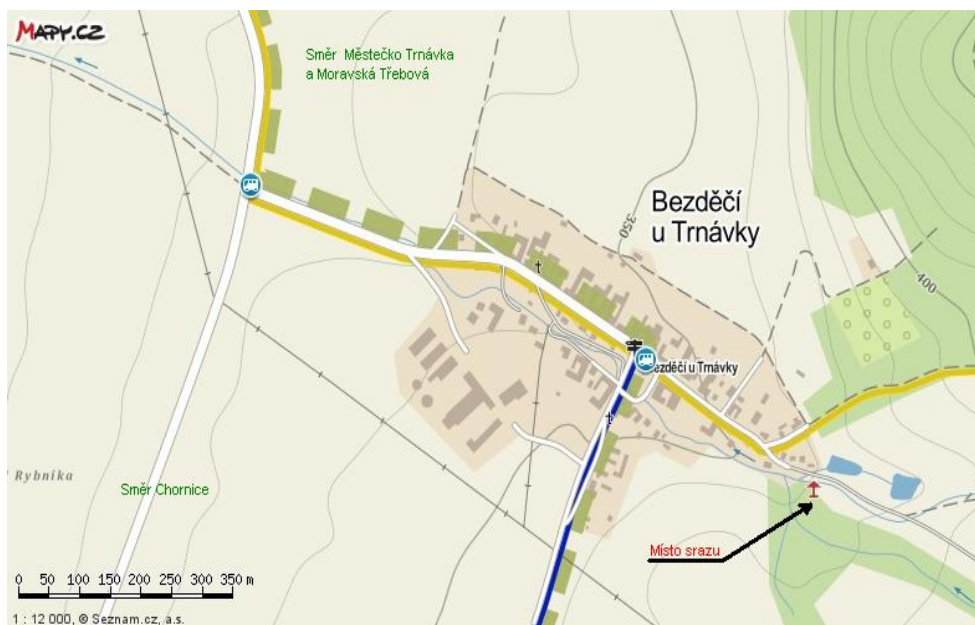 MAPY.CZ
Směr Městečko Trnávka
a Moravská Třebová
Bezděčí
u Trnávky
350
400
Bezděčí u Trnávky
Rybníka
Směr Chornice
Místo srazu
0 50 100 150 200 250 300 350 m
1 : 12 000, © Seznam.cz, a.s.